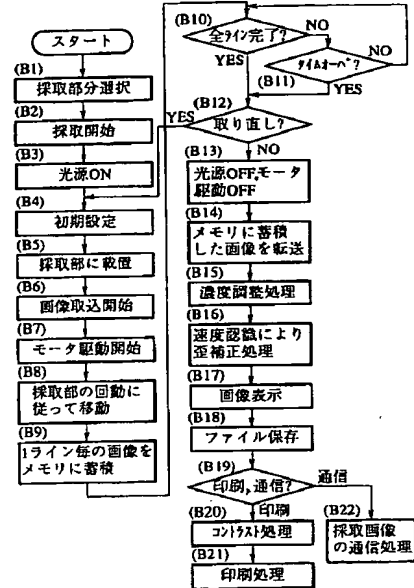 スタート
(B1)
採取部分選択
(B2)
採取開始
(B3)
光源ON
(B4)
初期設定
(B5)
採取部に載置
(B6)
画像取込開始
(B7)
モータ駆動開始
(B8)
採取部の回動に
従って移動
(B9)
1ライン毎の画像を
メモリに蓄積
(B10)
全ライン完了?
NO
YES
(B11)
タイムオーバ?
NO
YES
(B12)
取り直し?
YES
NO
(B13)
光源OFF,モータ
駆動OFF
(B14)
メモリに蓄積
した画像を転送
(B15)
濃度調整処理
(B16)
速度認識により
歪補正処理
(B17)
画像表示
(B18)
ファイル保存
(B19)
印刷,通信?
通信
印刷
(B20)
コントラスト処理
(B21)
印刷処理
(B22)
採取画像
の通信処理